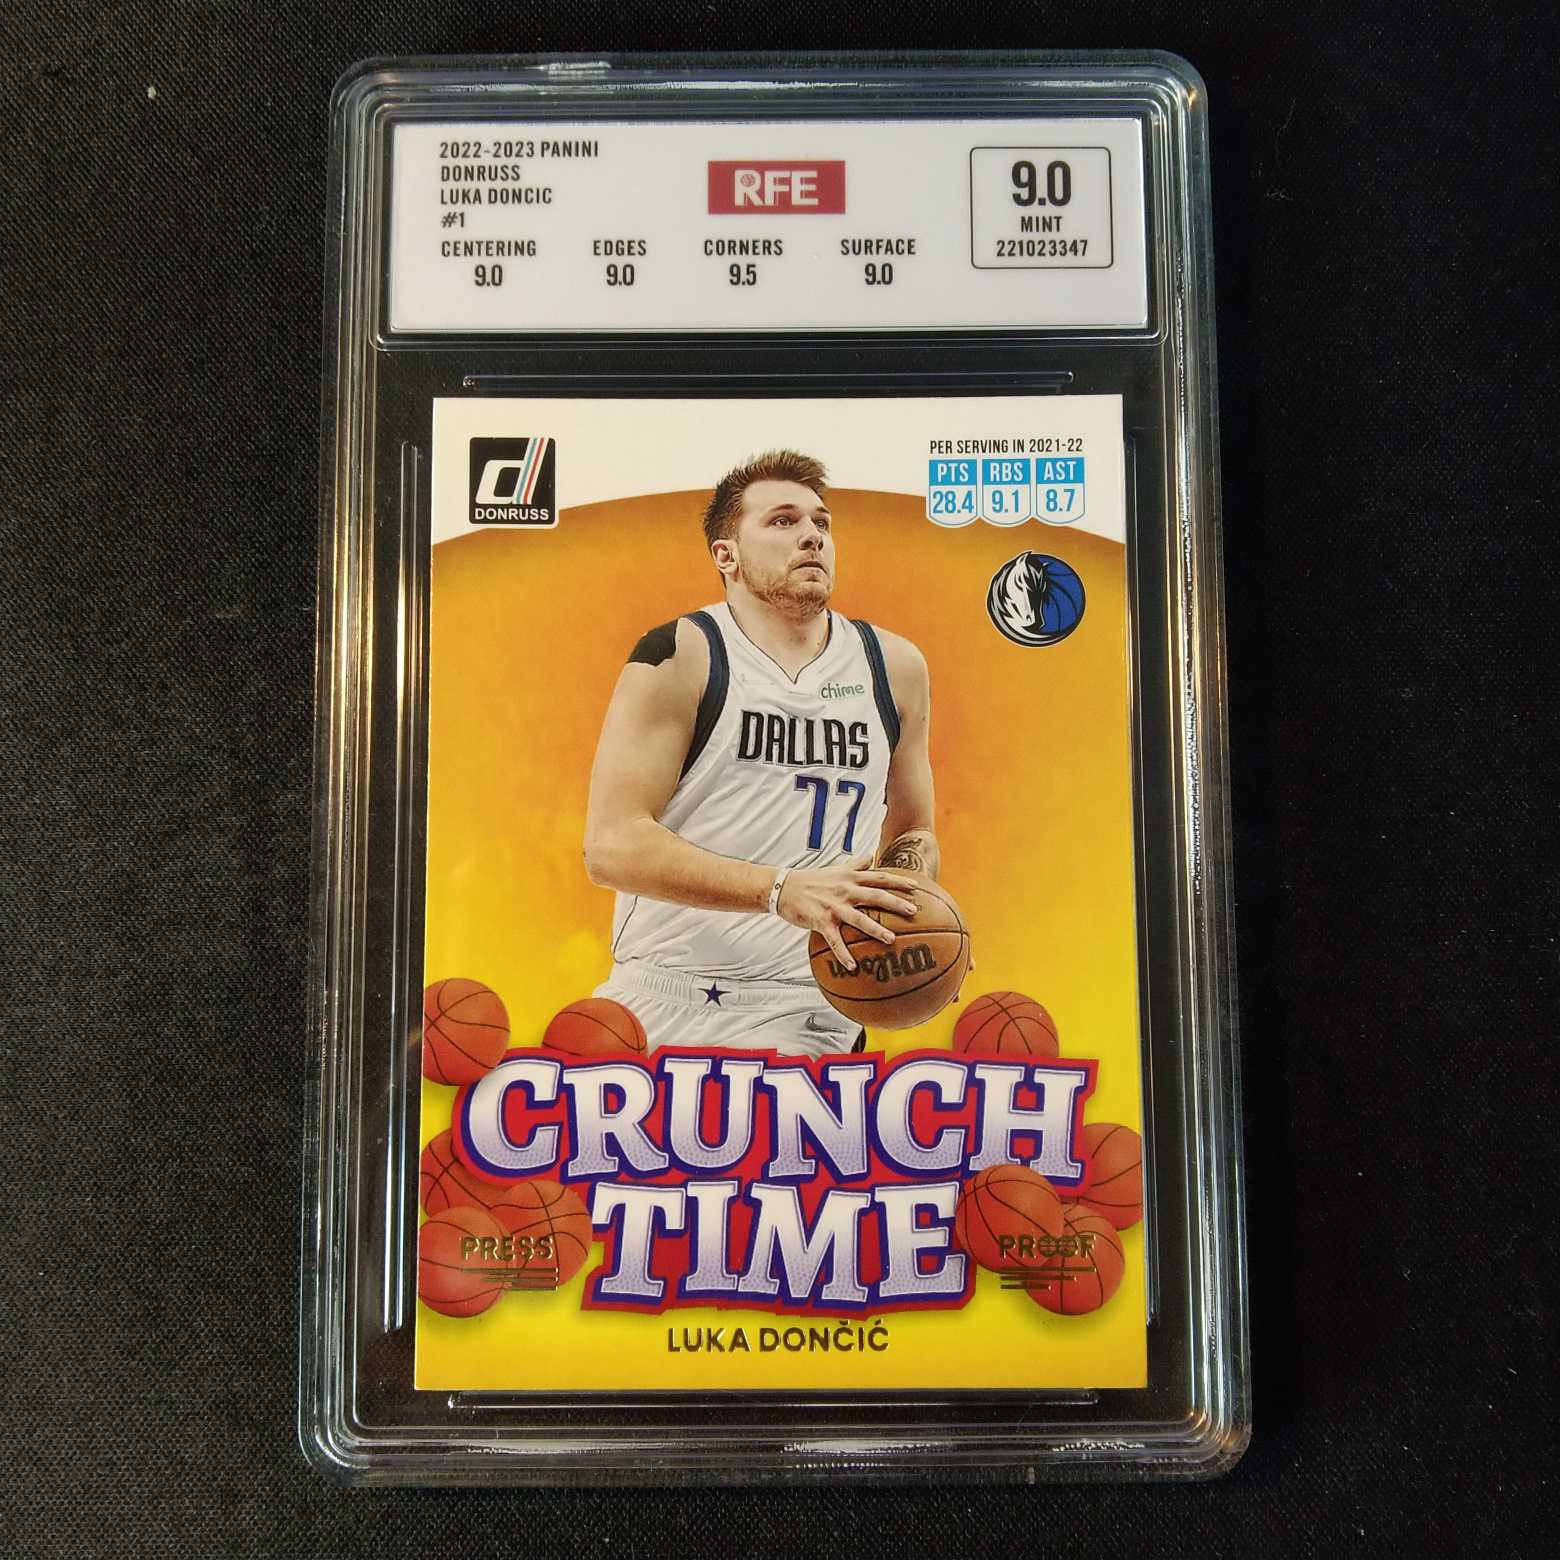 2022-2023 PANINI
DONRUSS
LUKA DONCIC
#1
RFE
9.0
MINT
221023347
CENTERING EDGES CORNERS SURFACE
9.0 9.0 9.5 9.0
d
DONRUSS
PER SERVING IN 2021-22
PTS RBS AST
28.4 9.1 8.7
chime
DALLAS
77
Wilson
CRUNCH
TIME
PRESS PROOF
LUKA DONČIĆ